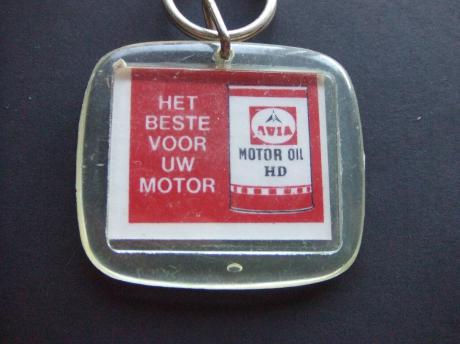 HET
BESTE
VOOR
UW
MOTOR
AVIA
MOTOR OIL
HD